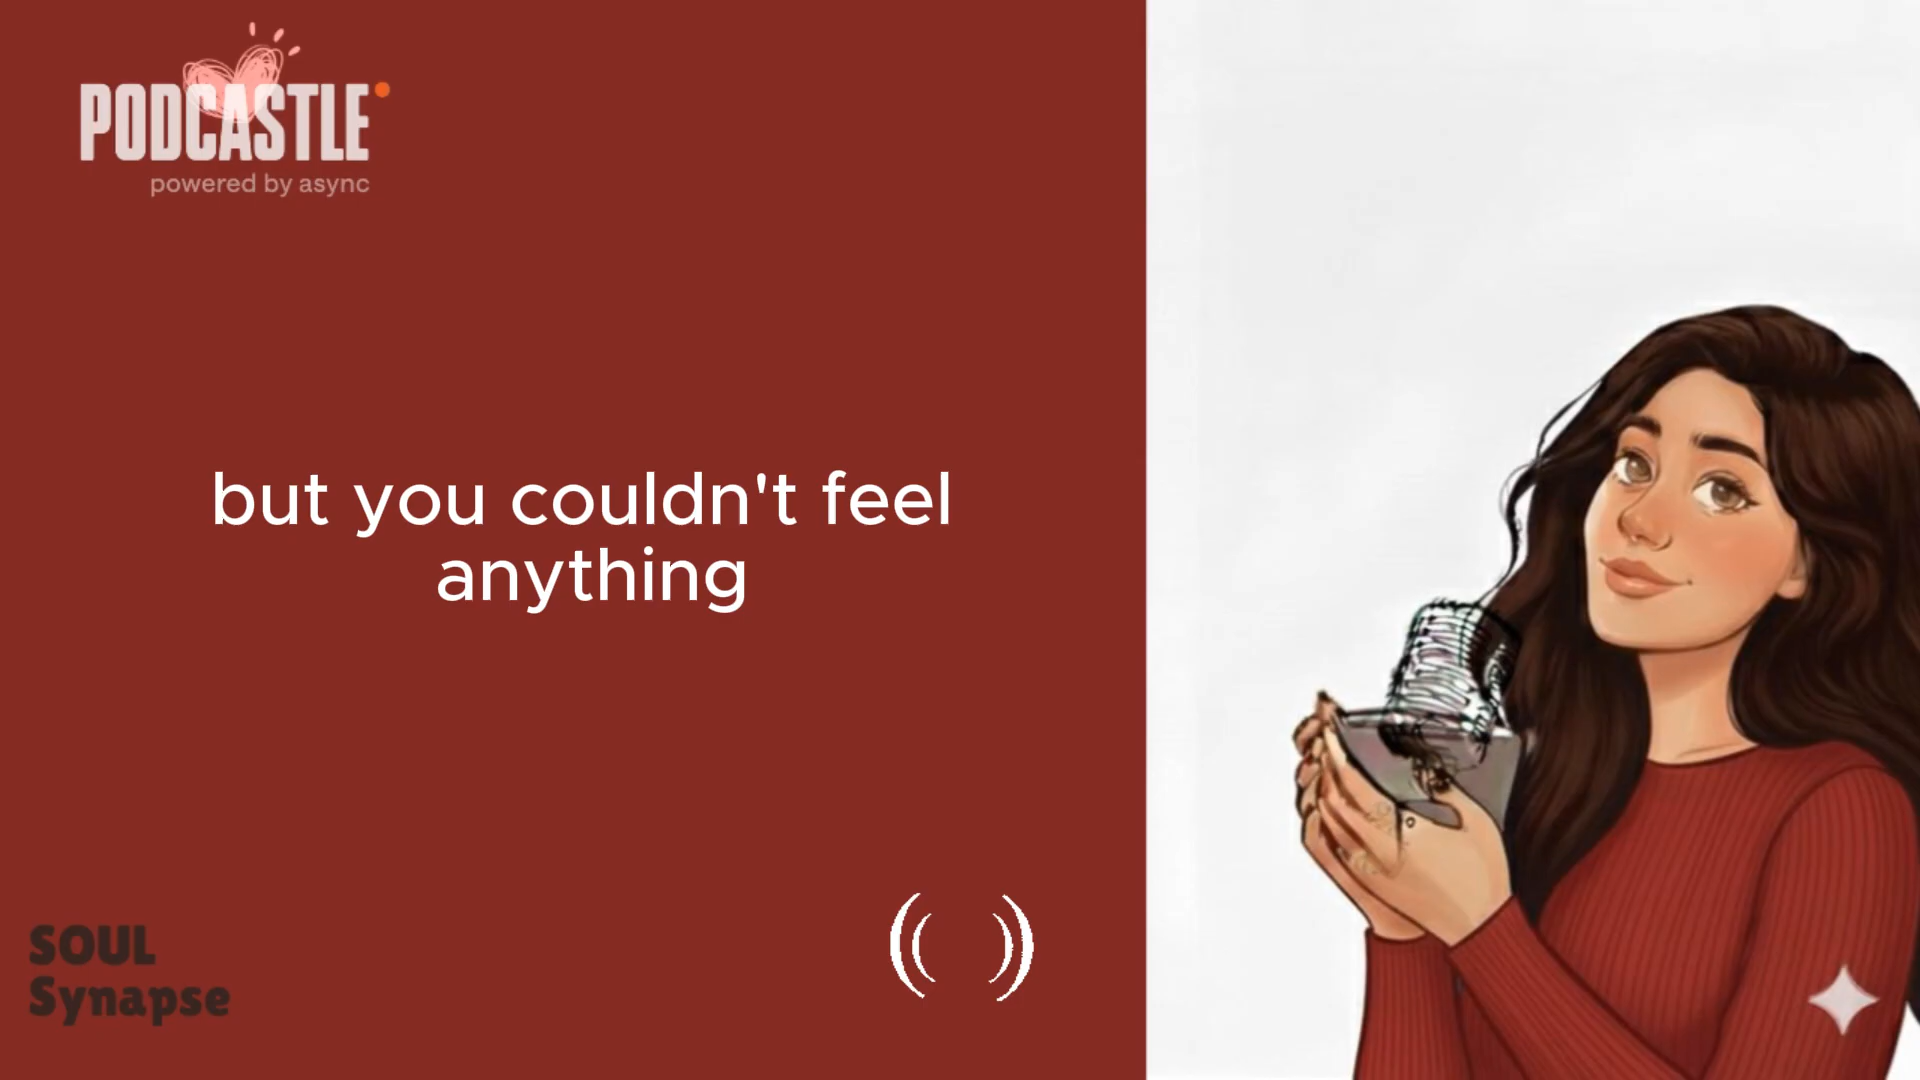 PODCASTLE
powered by async
but you couldn't feel
anything
SOUL
Synapse